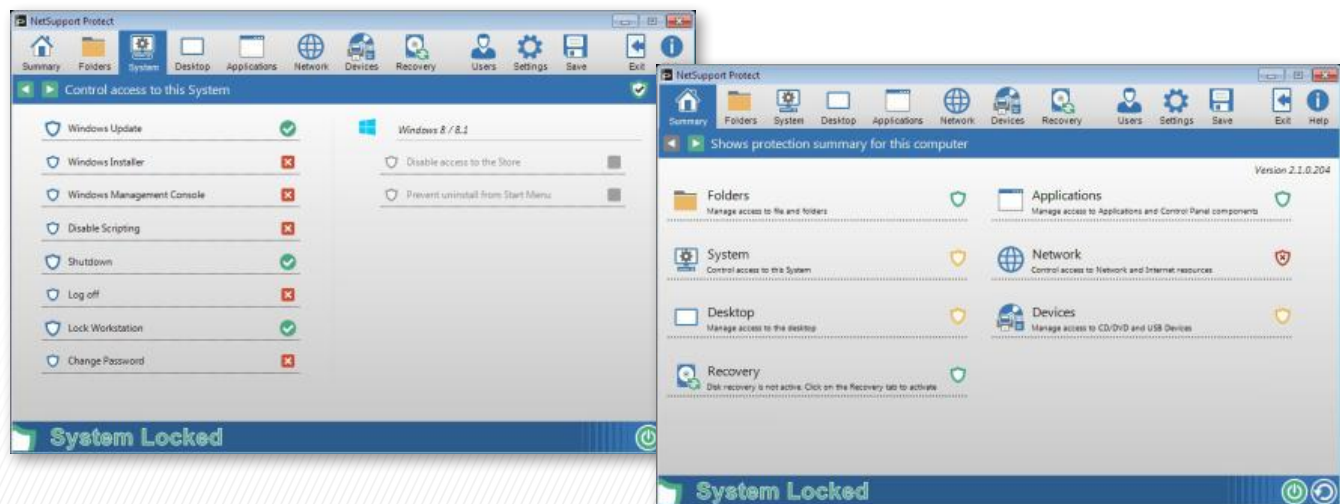 NetSupport Protect
Summary Folders System Desktop Applications Network Devices Recovery Users Settings Save Exit
Control access to this System
Windows Update
Windows Installer
Windows Management Console
Disable Scripting
Shutdown
Log off
Lock Workstation
Change Password
Windows 8 / 8.1
Disable access to the Store
Prevent uninstall from Start Menu
System Locked
NetSupport Protect
Summary Folders System Desktop Applications Network Devices Recovery Users Settings Save Exit Help
Shows protection summary for this computer
Version 2.1.0.204
Folders
Manage access to file and folders
Applications
Manage access to Applications and Control Panel components
System
Control access to this System
Network
Control access to Network and Internet resources
Desktop
Manage access to the desktop
Devices
Manage access to CD/DVD and USB Devices
Recovery
Disk recovery is not active. Click on the Recovery tab to activate
System Locked